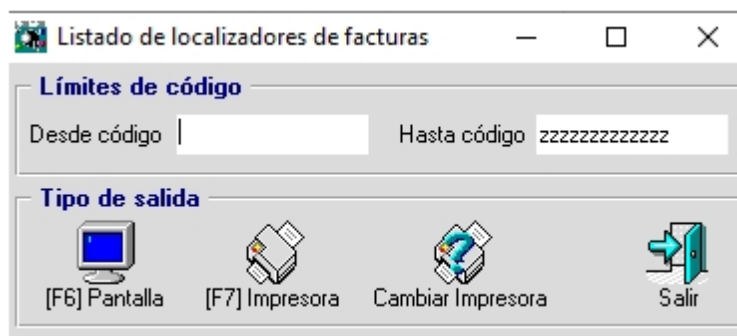 Listado de localizadores de facturas
Límites de código
Desde código Hasta código zzzzzzzzzzzzz
Tipo de salida
[F6] Pantalla [F7] Impresora Cambiar Impresora Salir